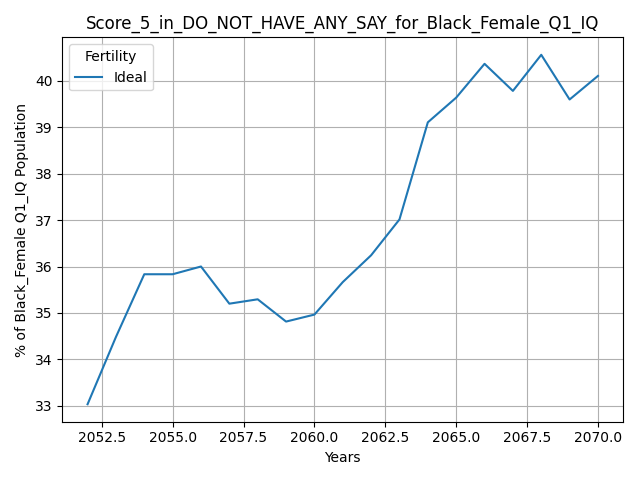 Score_5_in_DO_NOT_HAVE_ANY_SAY_for_Black_Female_Q1_IQ
Fertility
Ideal
% of Black_Female Q1_IQ Population
40
39
38
37
36
35
34
33
2052.5 2055.0 2057.5 2060.0 2062.5 2065.0 2067.5 2070.0
Years